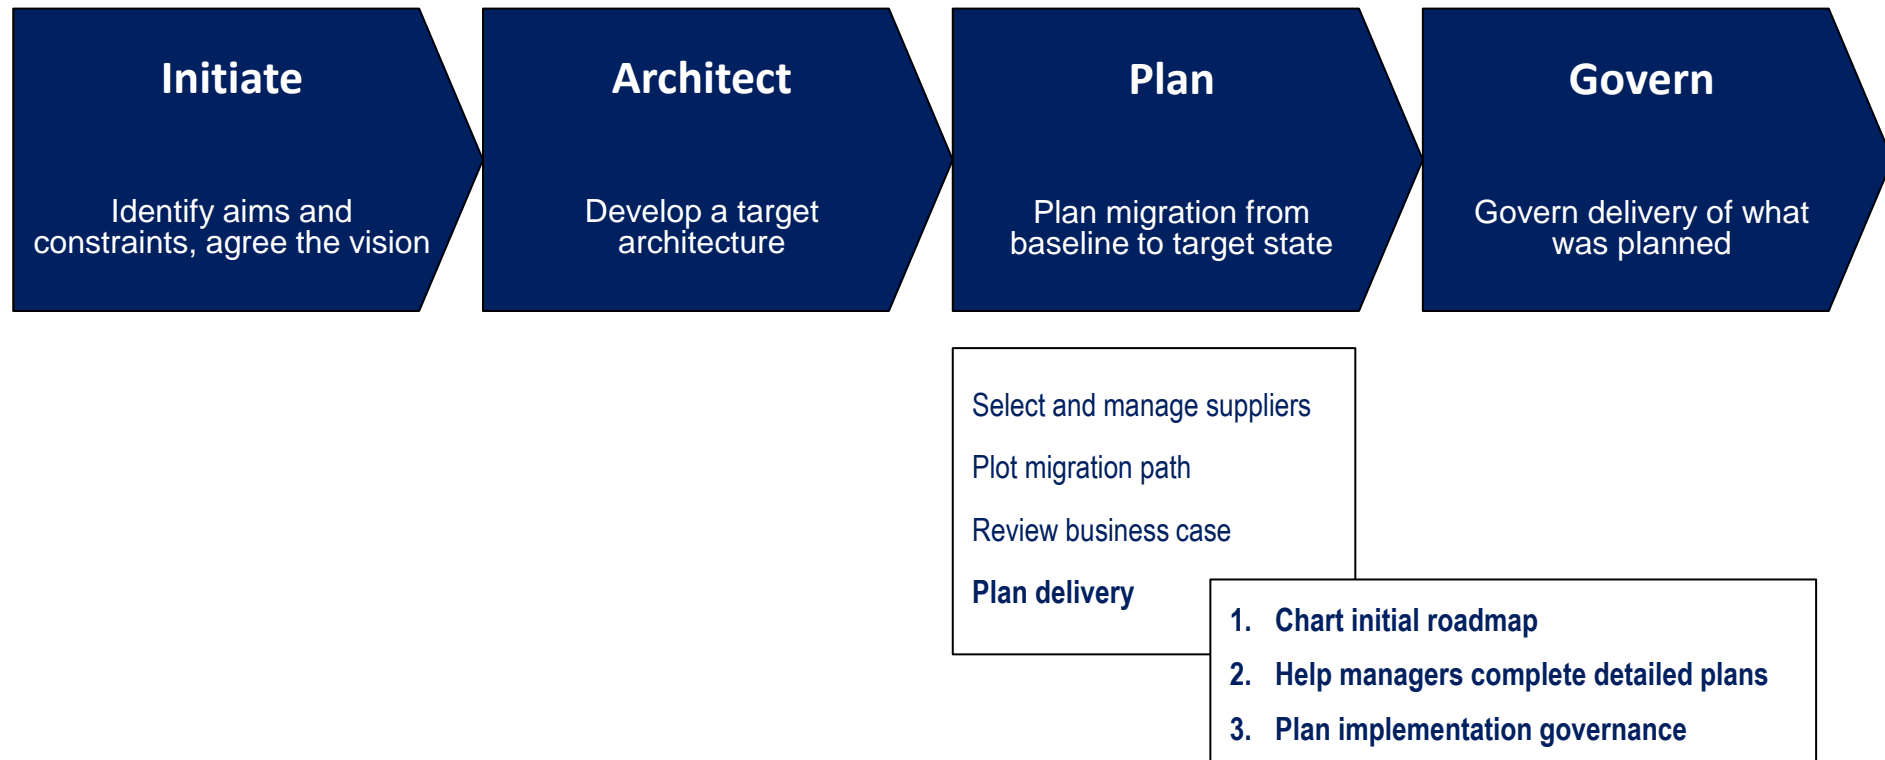 Initiate
Identify aims and
constraints, agree the vision
Architect
Develop a target
architecture
Plan
Plan migration from
baseline to target state
Govern
Govern delivery of what
was planned
Select and manage suppliers
Plot migration path
Review business case
Plan delivery
1. Chart initial roadmap
2. Help managers complete detailed plans
3. Plan implementation governance